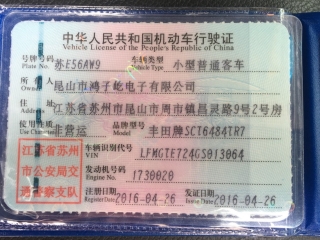 中华人民共和国机动车行驶证
Vehicle License of the People's Republic of China
号牌号码 苏E56AW9 车辆类型 小型普通客车
Plate No. Vehicle Type
所有人 昆山市鸿子屹电子有限公司
Owner
住址 江苏省苏州市昆山市周市镇昌灵路9号2号房
使用性质 非营运 品牌型号 丰田牌SCT6484TR7
Use Character
江苏省苏州
市公安局交
通警察支队
车辆识别代号 LFMGTE724GS013064
VIN
发动机号码 1730020
Engine No.
注册日期 2016-04-26 发证日期 2016-04-26
Register Date Issue Date